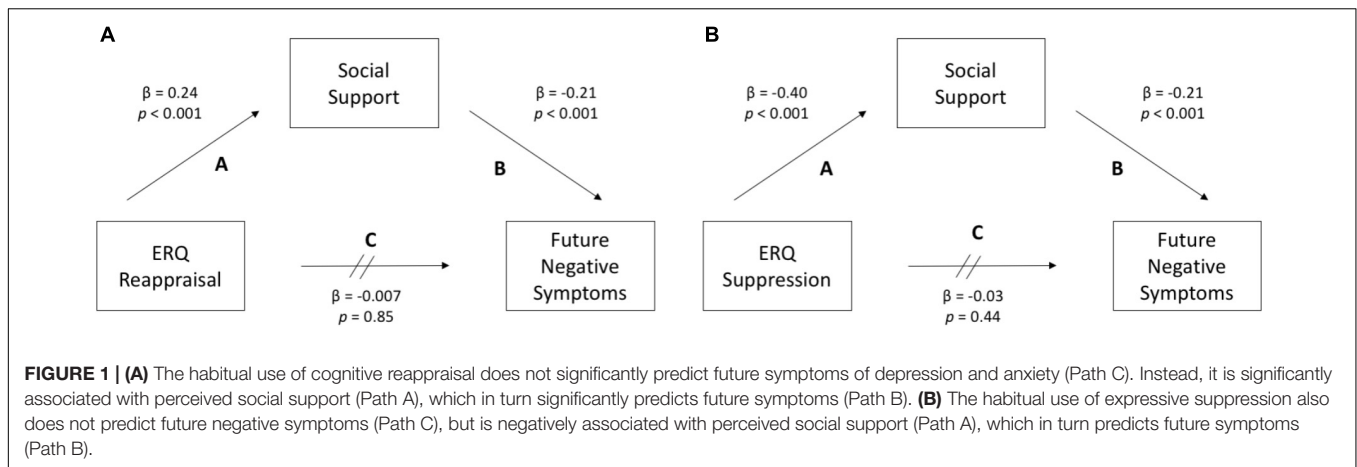 A
Social
Support
β = 0.24
p < 0.001
β = -0.21
p < 0.001
A
B
ERQ
Reappraisal
C
β = -0.007
p = 0.85
Future
Negative
Symptoms
B
Social
Support
β = -0.40
p < 0.001
β = -0.21
p < 0.001
A
B
ERQ
Suppression
C
β = -0.03
p = 0.44
Future
Negative
Symptoms
FIGURE 1 | (A) The habitual use of cognitive reappraisal does not significantly predict future symptoms of depression and anxiety (Path C). Instead, it is significantly
associated with perceived social support (Path A), which in turn significantly predicts future symptoms (Path B). (B) The habitual use of expressive suppression also
does not predict future negative symptoms (Path C), but is negatively associated with perceived social support (Path A), which in turn predicts future symptoms
(Path B).